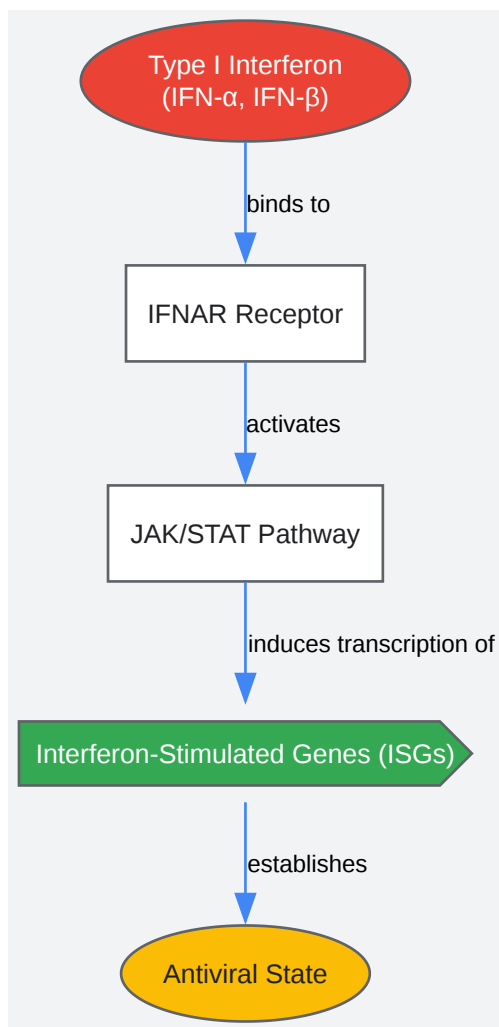 Type I Interferon
(IFN-α, IFN-β)
binds to
IFNAR Receptor
activates
JAK/STAT Pathway
induces transcription of
Interferon-Stimulated Genes (ISGs)
establishes
Antiviral State